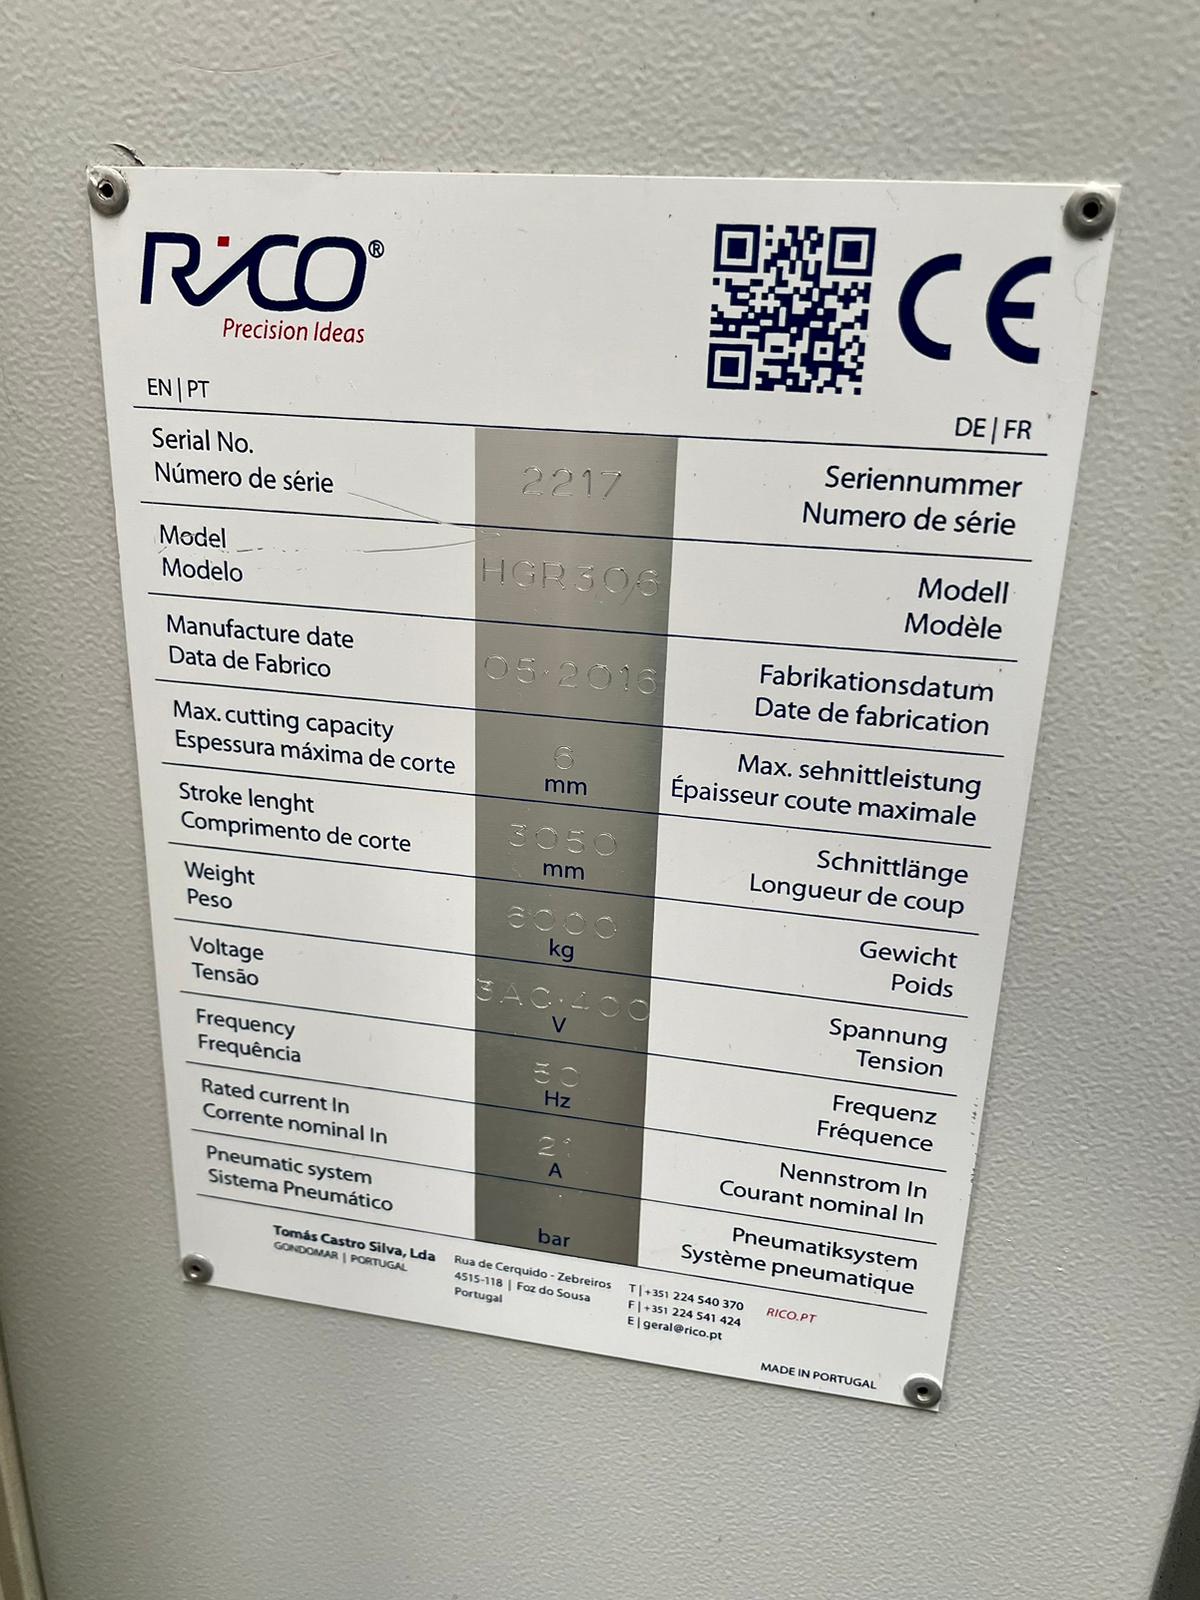 RiCO®
Precision Ideas
CE
EN | PT
DE | FR
Serial No.
Número de série
2217
Seriennummer
Numero de série
Model
Modelo
HGR306
Modell
Modèle
Manufacture date
Data de Fabrico
05·2016
Fabrikationsdatum
Date de fabrication
Max. cutting capacity
Espessura máxima de corte
6
mm
Max. sehnittleistung
Épaisseur coute maximale
Stroke lenght
Comprimento de corte
3050
mm
Schnittlänge
Longueur de coup
Weight
Peso
kg
Gewicht
Poids
Voltage
Tensão
3AC·400
V
Spannung
Tension
Frequency
Frequência
50
Hz
Frequenz
Fréquence
Rated current In
Corrente nominal In
21
A
Nennstrom In
Courant nominal In
Pneumatic system
Sistema Pneumático
bar
Pneumatiksystem
Système pneumatique
Tomás Castro Silva, Lda
GONDOMAR | PORTUGAL
Rua de Cerquido - Zebreiros
4515-118 | Foz do Sousa
Portugal
T | +351 224 540 370
F | +351 224 541 424
E | geral@rico.pt
RICO.PT
MADE IN PORTUGAL